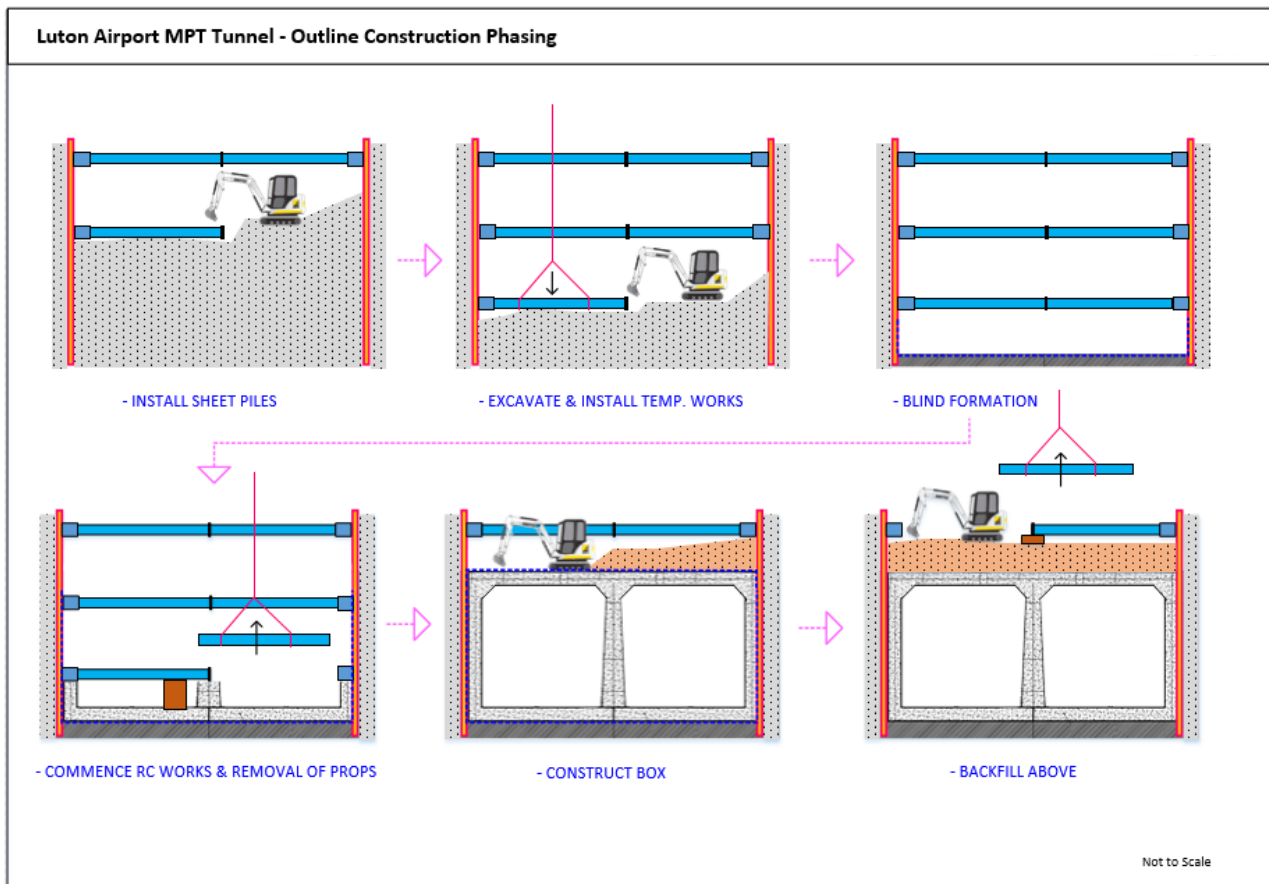 Luton Airport MPT Tunnel - Outline Construction Phasing
- INSTALL SHEET PILES
- EXCAVATE & INSTALL TEMP. WORKS
- BLIND FORMATION
- COMMENCE RC WORKS & REMOVAL OF PROPS
- CONSTRUCT BOX
- BACKFILL ABOVE
Not to Scale